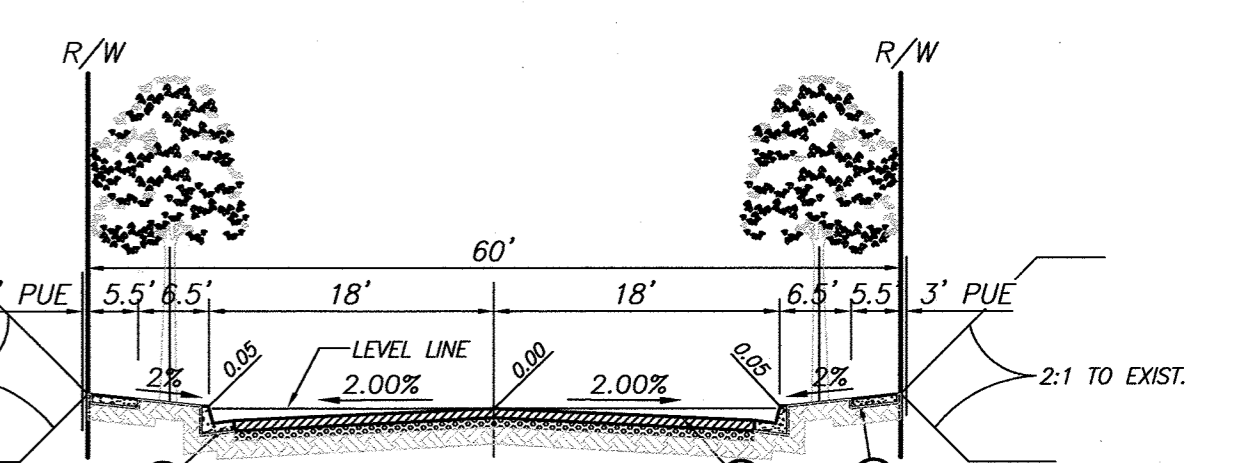 R/W R/W
60'
' PUE 5.5' 6.5' 18' 18' 6.5' 5.5' 3' PUE
LEVEL LINE
0.05 0.00 0.05
2% 2.00% 2.00% 2%
2:1 TO EXIST.